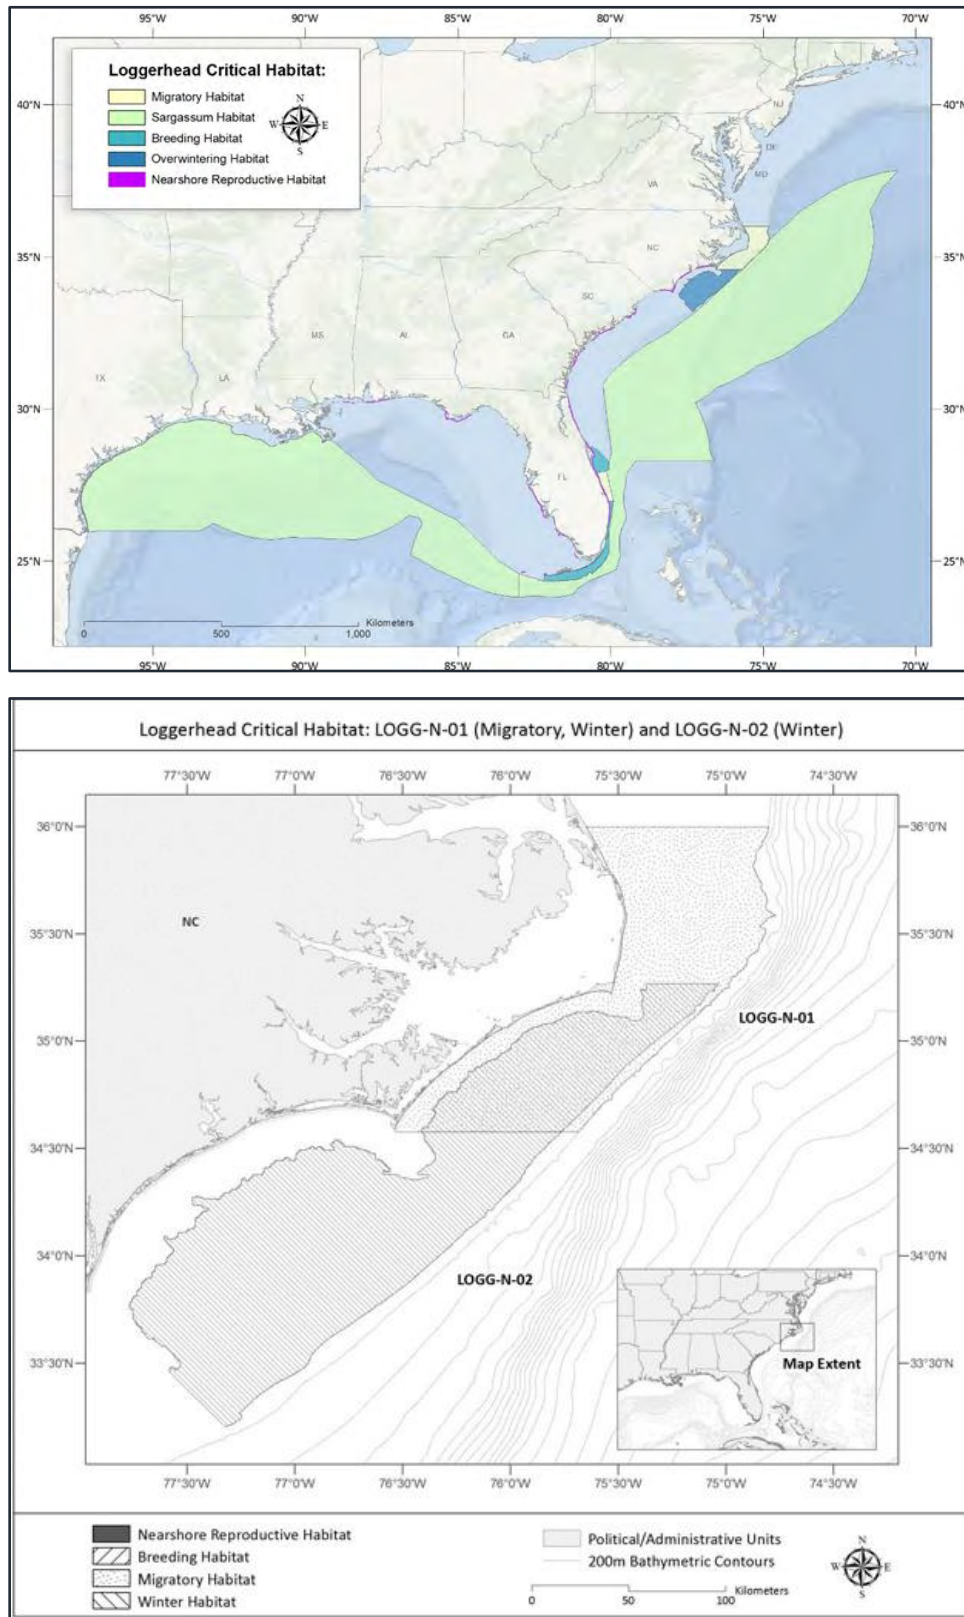 95°W 90°W 85°W 80°W 75°W 70°W
Loggerhead Critical Habitat:
Migratory Habitat
Sargassum Habitat
Breeding Habitat
Overwintering Habitat
Nearshore Reproductive Habitat
N
W E
S
40°N 40°N
NJ
DE
MD
VA
35°N 35°N
NC
SC
MS AL GA
TX LA
30°N 30°N
FL
25°N 25°N
Kilometers
0 500 1,000
95°W 90°W 85°W 80°W 75°W 70°W
Loggerhead Critical Habitat: LOGG-N-01 (Migratory, Winter) and LOGG-N-02 (Winter)
77°30'W 77°0'W 76°30'W 76°0'W 75°30'W 75°0'W 74°30'W
36°0'N 36°0'N
NC
35°30'N 35°30'N
LOGG-N-01
35°0'N 35°0'N
34°30'N 34°30'N
34°0'N 34°0'N
LOGG-N-02
Map Extent
33°30'N 33°30'N
77°30'W 77°0'W 76°30'W 76°0'W 75°30'W 75°0'W 74°30'W
Nearshore Reproductive Habitat
Breeding Habitat
Migratory Habitat
Winter Habitat
Political/Administrative Units
200m Bathymetric Contours
Kilometers
0 50 100
N
W E
S